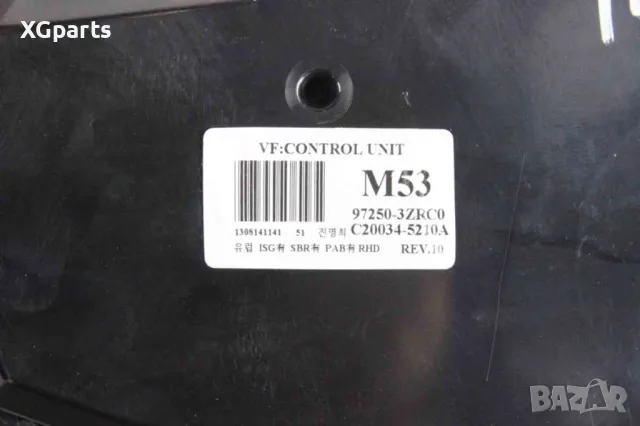 XGparts
VF:CONTROL UNIT
M53
97250-3ZRC0
1308141141 51 진명희 C20034-5210A
유럽 ISG有 SBR有 PAB有 RHD REV.10
bazar.bg